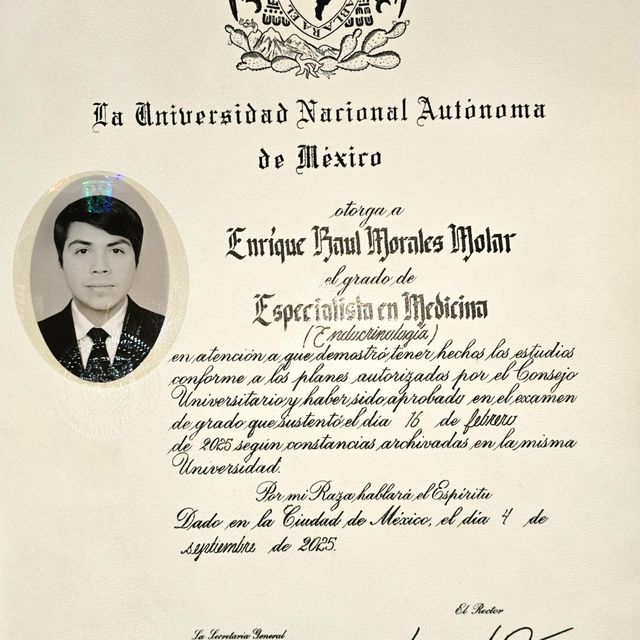 HABLARA EL
La Universidad Nacional Autónoma
de México
otorga a
Enrique Raul Morales Molar
el grado de
Especialista en Medicina
(Endocrinología)
en atención a que demostró tener hechos los estudios
conforme a los planes autorizados por el Consejo
Universitario y haber sido aprobado en el examen
de grado que sustentó el día 16 de febrero
de 2025 según constancias archivadas en la misma
Universidad.
Por mi Raza hablará el Espíritu
Dado en la Ciudad de México, el día 4 de
septiembre de 2025.
El Rector
La Secretaria General